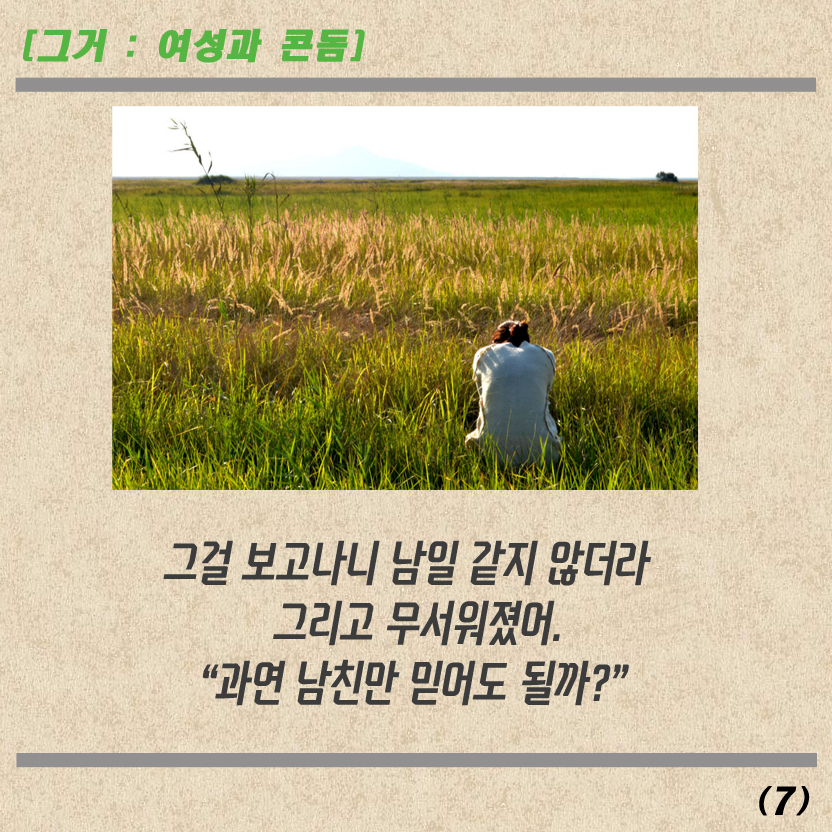 [그거 : 여성과 콘돔]
그걸 보고나니 남일 같지 않더라
그리고 무서워졌어.
“과연 남친만 믿어도 될까?”
(7)